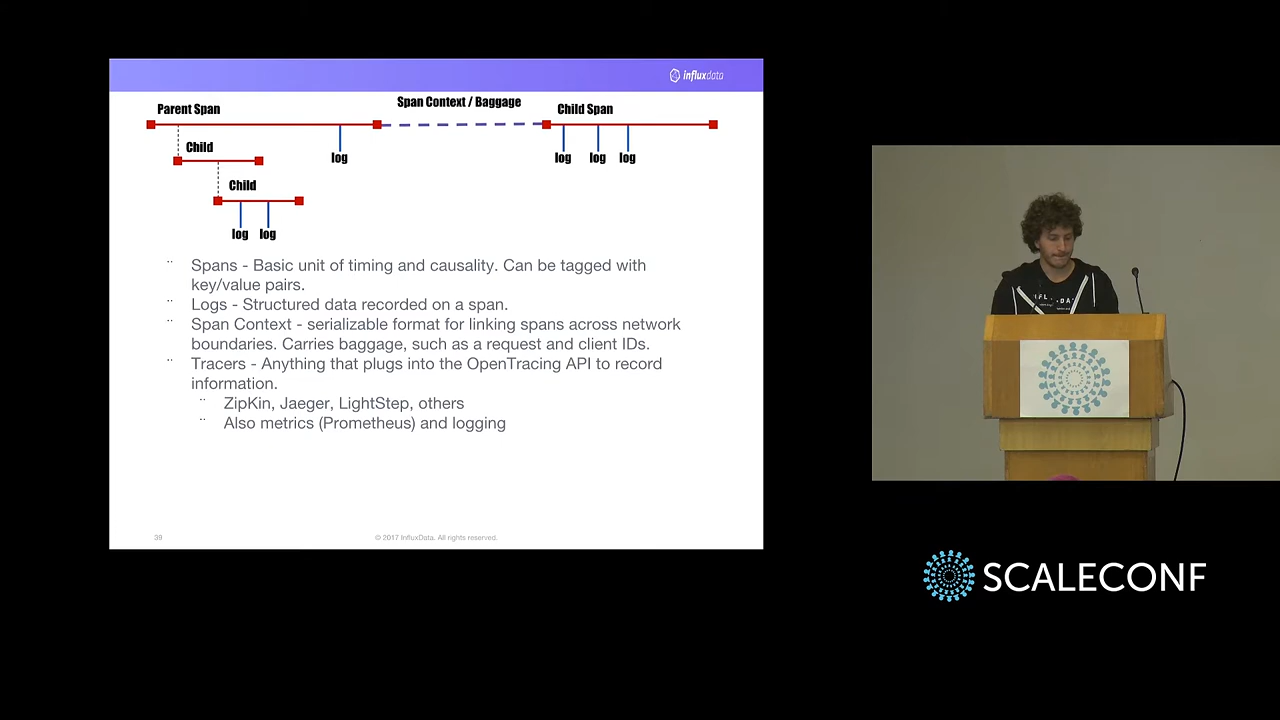 influxdata
Parent Span
Span Context / Baggage
Child Span
Child
log
log
log
log
Child
log
log
Spans - Basic unit of timing and causality. Can be tagged with
key/value pairs.
Logs - Structured data recorded on a span.
Span Context - serializable format for linking spans across network
boundaries. Carries baggage, such as a request and client IDs.
Tracers - Anything that plugs into the OpenTracing API to record
information.
ZipKin, Jaeger, LightStep, others
Also metrics (Prometheus) and logging
39
© 2017 InfluxData. All rights reserved.
SCALECONF